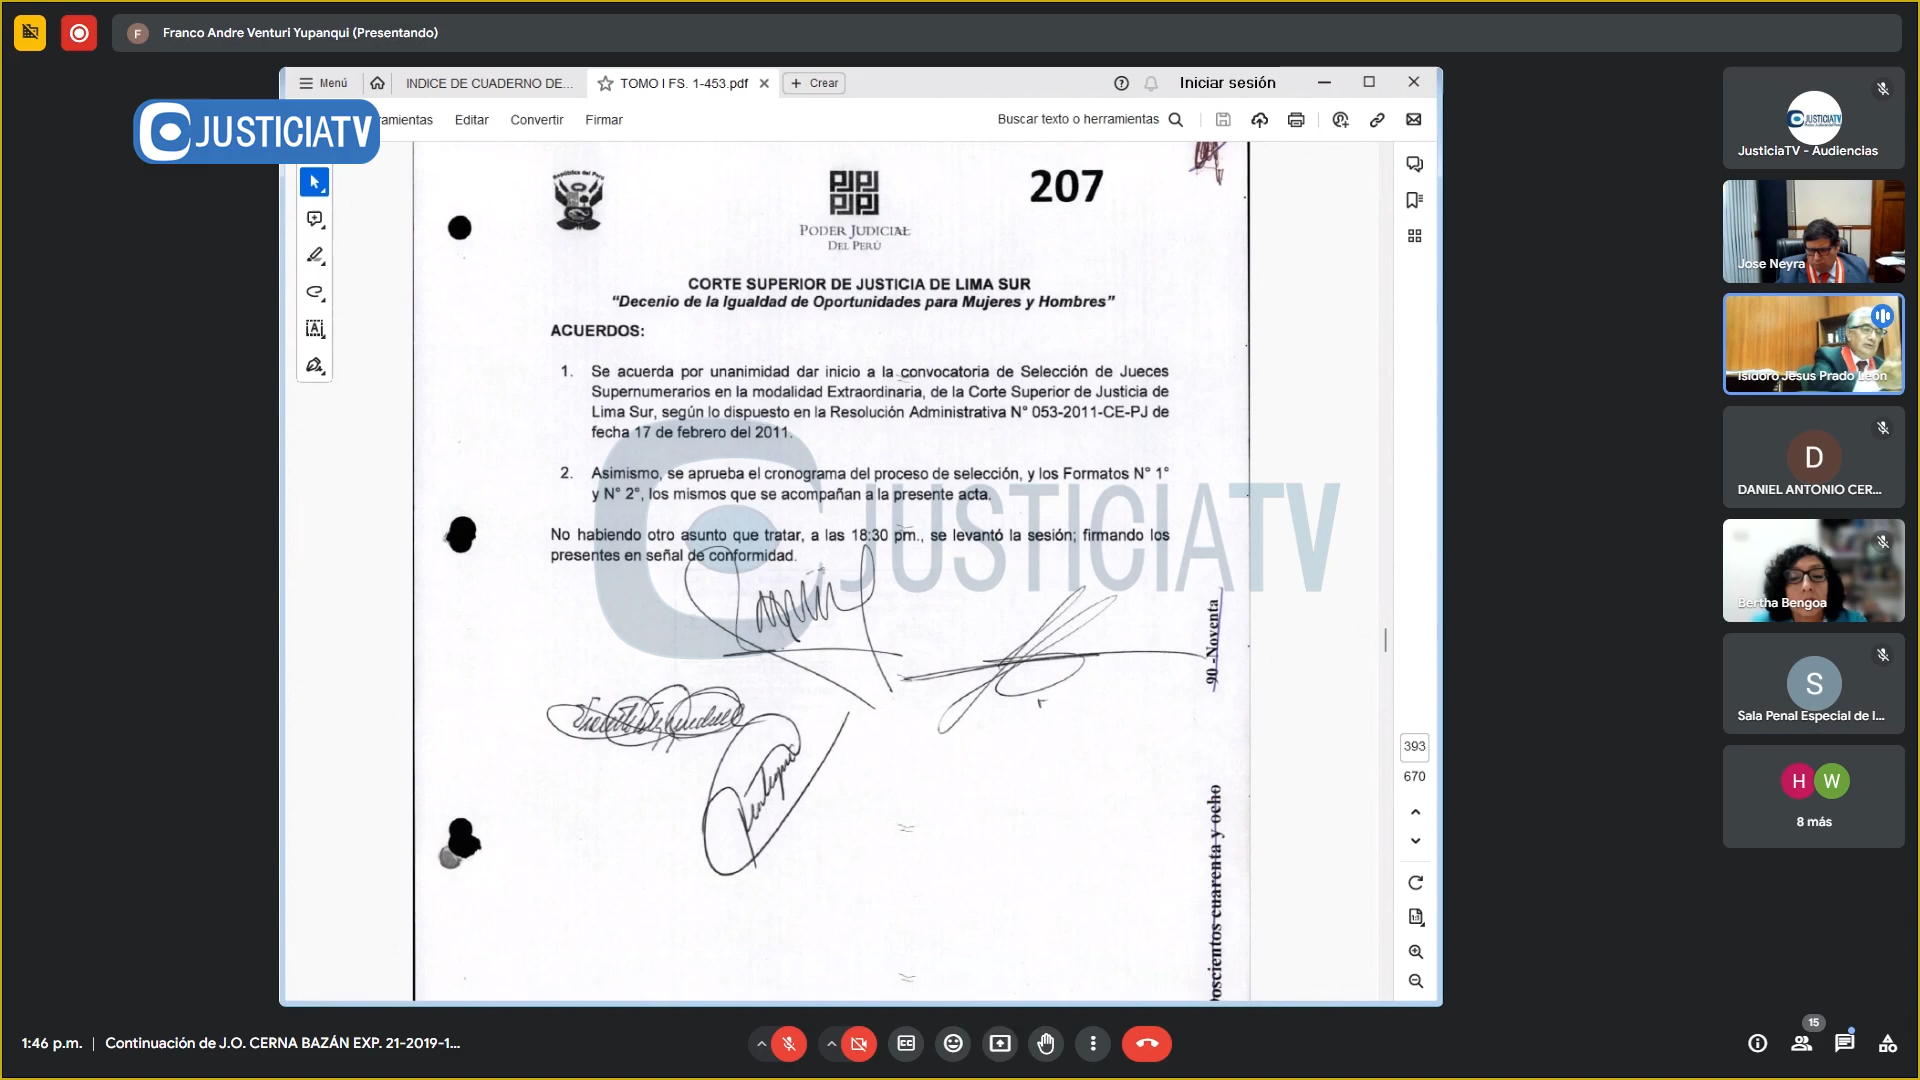 Franco Andre Venturi Yupanqui (Presentando)
Menú
INDICE DE CUADERNO DE...
TOMO I FS. 1-453.pdf
Crear
Iniciar sesión
JUSTICIATV
ramientas
Editar
Convertir
Firmar
Buscar texto o herramientas
República del Perú
PODER JUDICIAL
DEL PERÚ
207
CORTE SUPERIOR DE JUSTICIA DE LIMA SUR
“Decenio de la Igualdad de Oportunidades para Mujeres y Hombres”
ACUERDOS:
1. Se acuerda por unanimidad dar inicio a la convocatoria de Selección de Jueces
Supernumerarios en la modalidad Extraordinaria, de la Corte Superior de Justicia de
Lima Sur, según lo dispuesto en la Resolución Administrativa N° 053-2011-CE-PJ de
fecha 17 de febrero del 2011.
2. Asimismo, se aprueba el cronograma del proceso de selección, y los Formatos N° 1°
y N° 2°, los mismos que se acompañan a la presente acta.
No habiendo otro asunto que tratar, a las 18:30 pm., se levantó la sesión; firmando los
presentes en señal de conformidad.
JUSTICIATV
90 -Noventa
Doscientos cuarenta y ocho
393
670
JUSTICIATV
JusticiaTV - Audiencias
Jose Neyra
Isidoro Jesus Prado León
D
DANIEL ANTONIO CER...
Bertha Bengoa
S
Sala Penal Especial de l...
H
W
8 más
1:46 p.m. | Continuación de J.O. CERNA BAZÁN EXP. 21-2019-1...
15